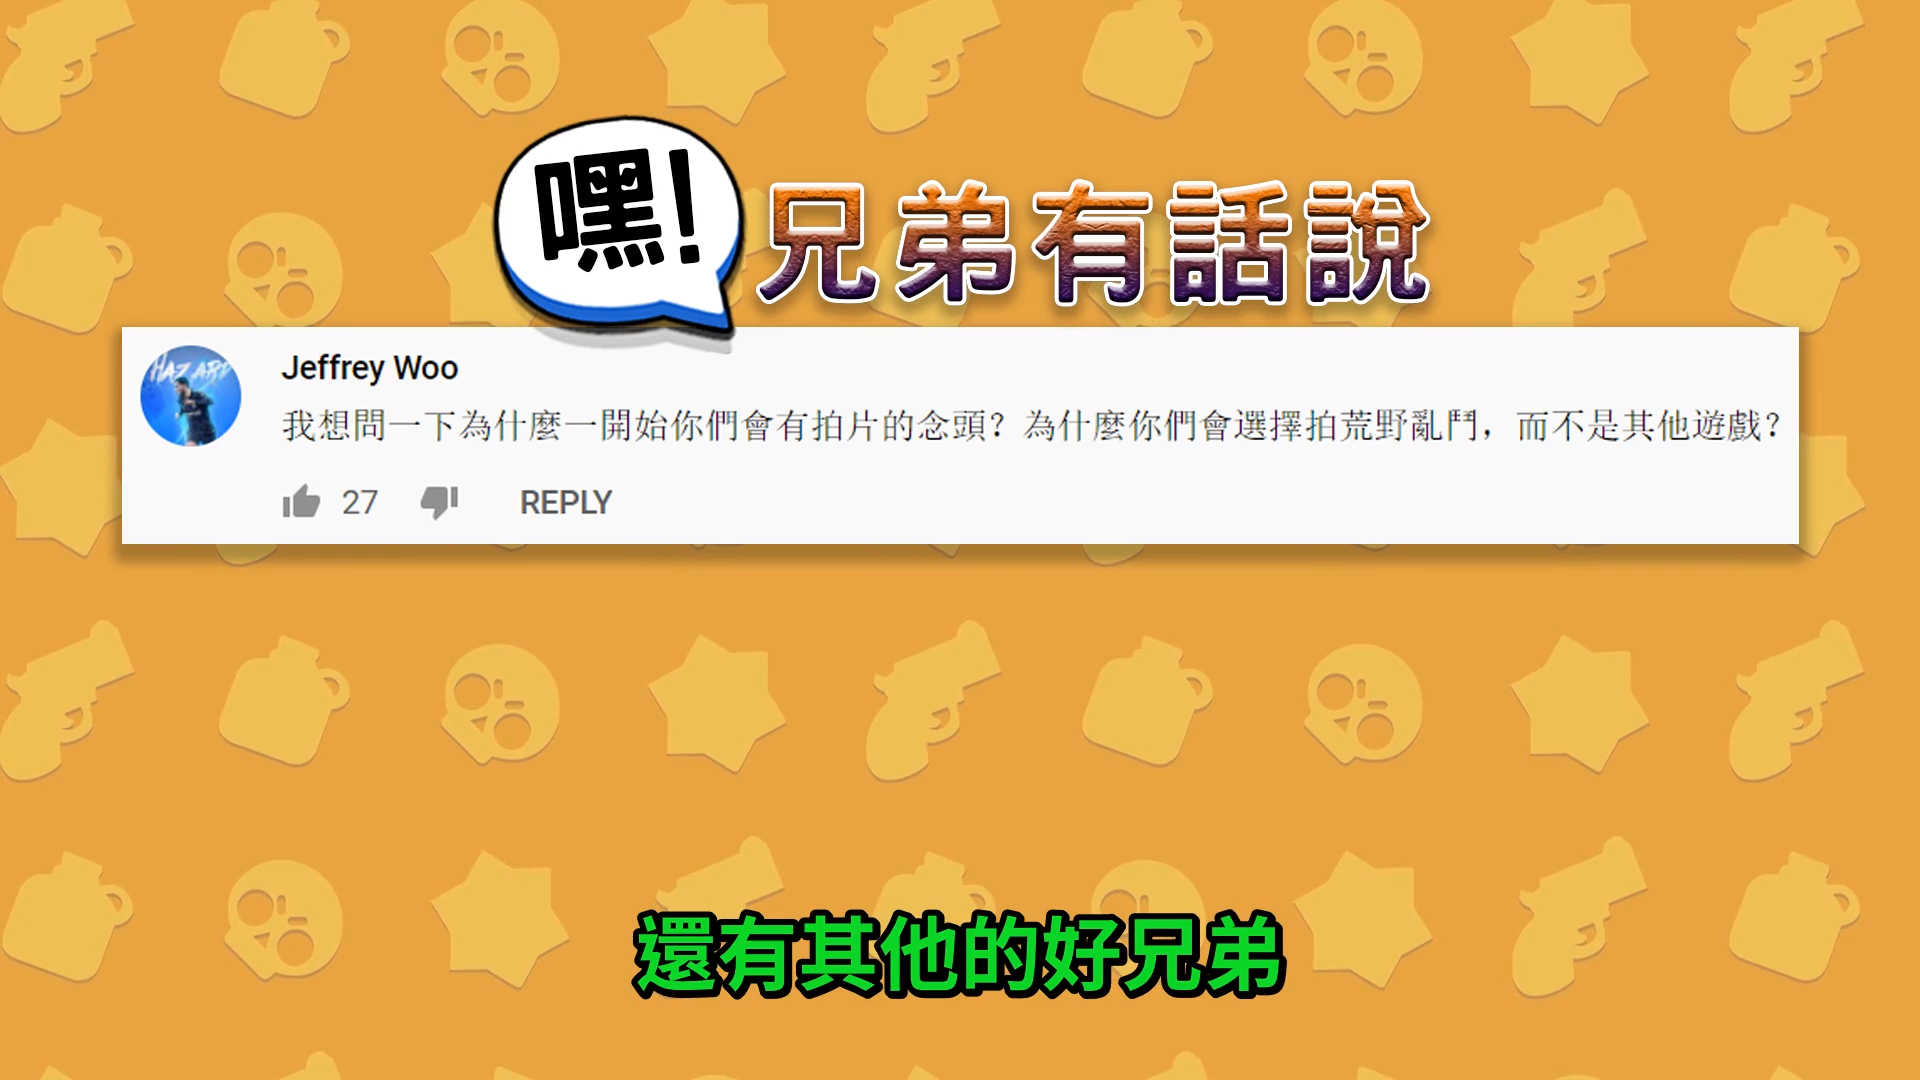 嘿!
兄弟有話說
HAZARD
Jeffrey Woo
我想問一下為什麼一開始你們會有拍片的念頭？為什麼你們會選擇拍荒野亂鬥，而不是其他遊戲？
27 REPLY
還有其他的好兄弟